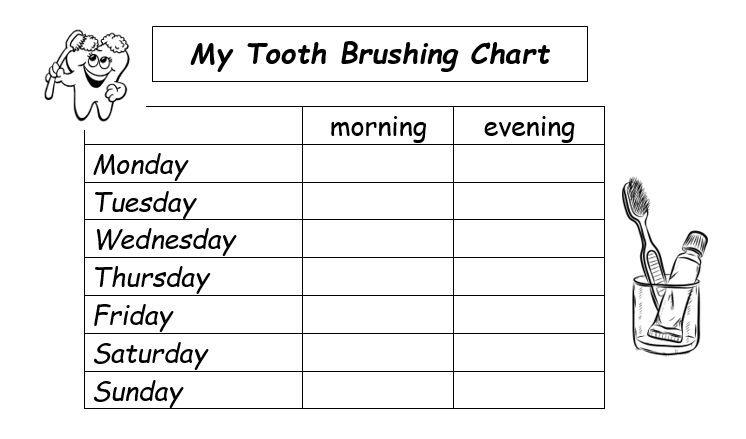 My Tooth Brushing Chart
morning evening
Monday
Tuesday
Wednesday
Thursday
Friday
Saturday
Sunday